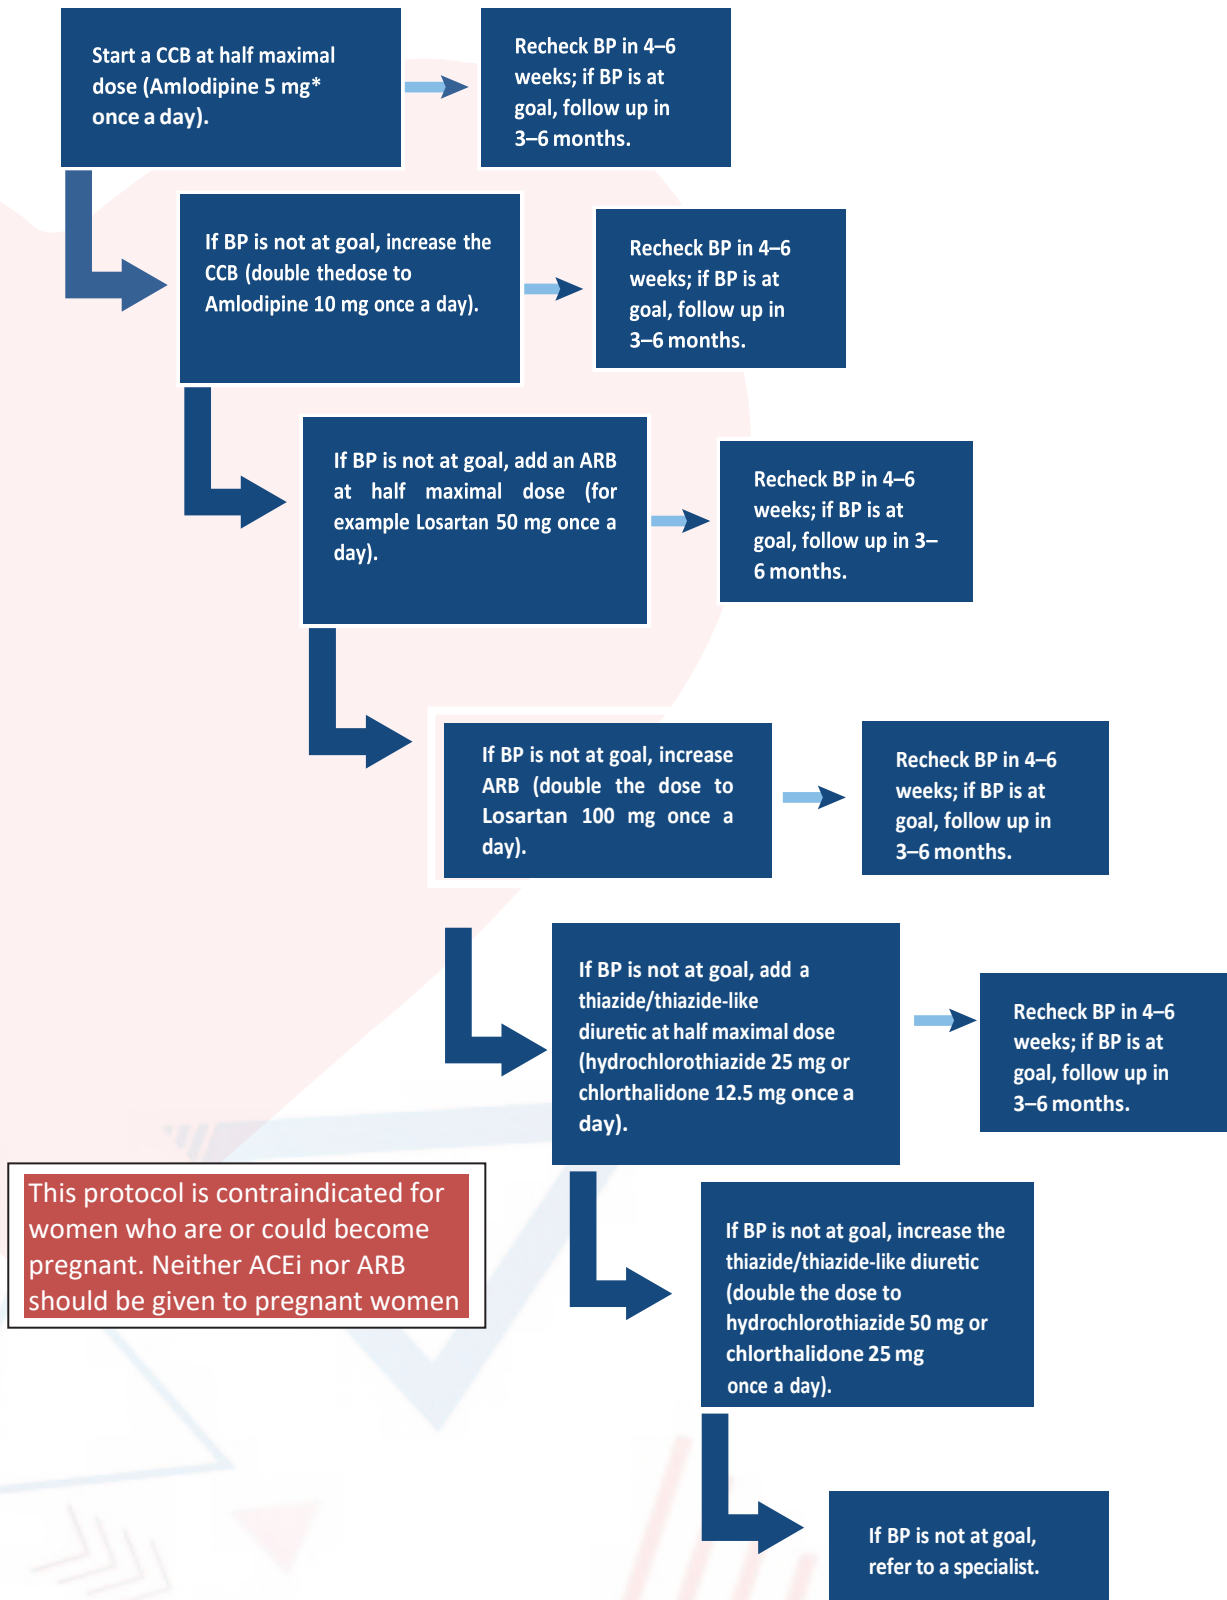 Start a CCB at half maximal
dose (Amlodipine 5 mg*
once a day).
Recheck BP in 4–6
weeks; if BP is at
goal, follow up in
3–6 months.
If BP is not at goal, increase the
CCB (double thedose to
Amlodipine 10 mg once a day).
Recheck BP in 4–6
weeks; if BP is at
goal, follow up in
3–6 months.
If BP is not at goal, add an ARB
at half maximal dose (for
example Losartan 50 mg once a
day).
Recheck BP in 4–6
weeks; if BP is at
goal, follow up in 3–
6 months.
If BP is not at goal, increase
ARB (double the dose to
Losartan 100 mg once a
day).
Recheck BP in 4–6
weeks; if BP is at
goal, follow up in
3–6 months.
If BP is not at goal, add a
thiazide/thiazide-like
diuretic at half maximal dose
(hydrochlorothiazide 25 mg or
chlorthalidone 12.5 mg once a
day).
Recheck BP in 4–6
weeks; if BP is at
goal, follow up in
3–6 months.
This protocol is contraindicated for
women who are or could become
pregnant. Neither ACEi nor ARB
should be given to pregnant women
If BP is not at goal, increase the
thiazide/thiazide-like diuretic
(double the dose to
hydrochlorothiazide 50 mg or
chlorthalidone 25 mg
once a day).
If BP is not at goal,
refer to a specialist.